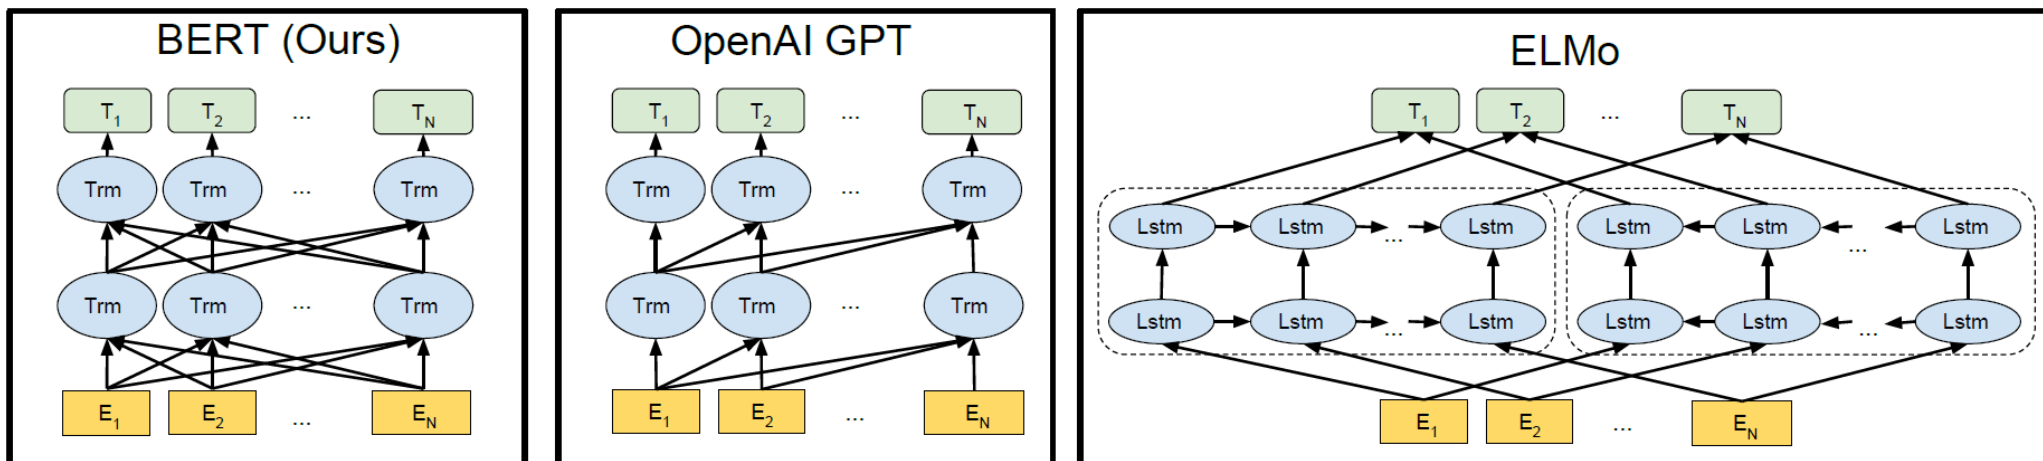 BERT (Ours)
T1 T2 ... TN
Trm Trm ... Trm
Trm Trm ... Trm
E1 E2 ... EN
OpenAI GPT
T1 T2 ... TN
Trm Trm ... Trm
Trm Trm ... Trm
E1 E2 ... EN
ELMo
T1 T2 ... TN
Lstm Lstm ... Lstm Lstm Lstm ... Lstm
Lstm Lstm ... Lstm Lstm Lstm ... Lstm
E1 E2 ... EN